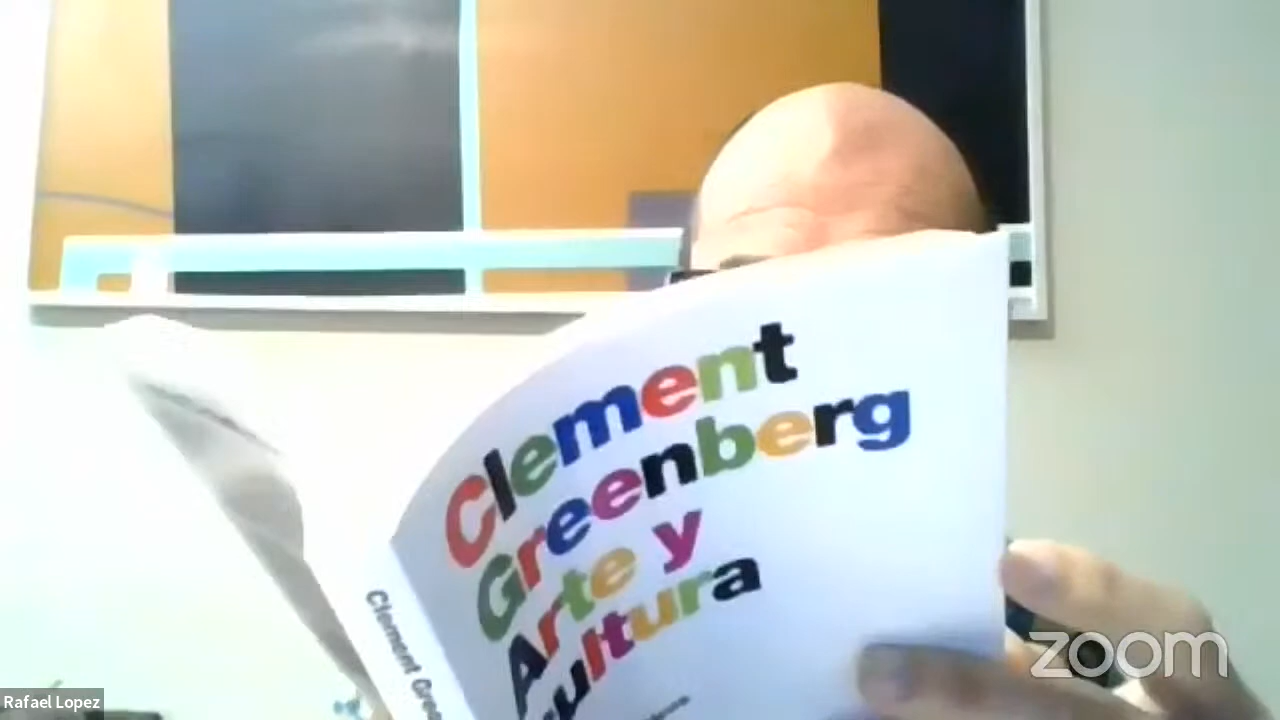 Clement
Greenberg
Arte y
cultura
Clement Gree
Rafael Lopez
zoom